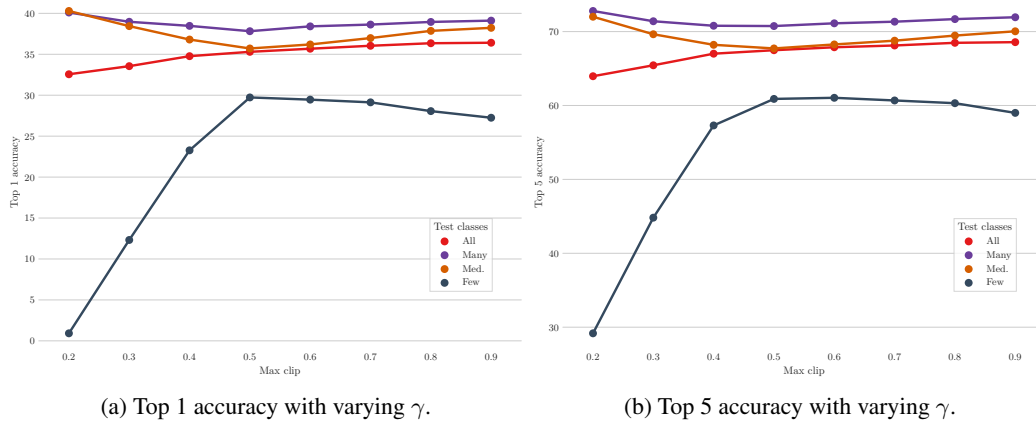 40
35
30
25
20
15
10
5
0
Top 1 accuracy
0.2 0.3 0.4 0.5 0.6 0.7 0.8 0.9
Max clip
Test classes
All
Many
Med.
Few
(a) Top 1 accuracy with varying γ.
70
60
50
40
30
Top 5 accuracy
0.2 0.3 0.4 0.5 0.6 0.7 0.8 0.9
Max clip
Test classes
All
Many
Med.
Few
(b) Top 5 accuracy with varying γ.